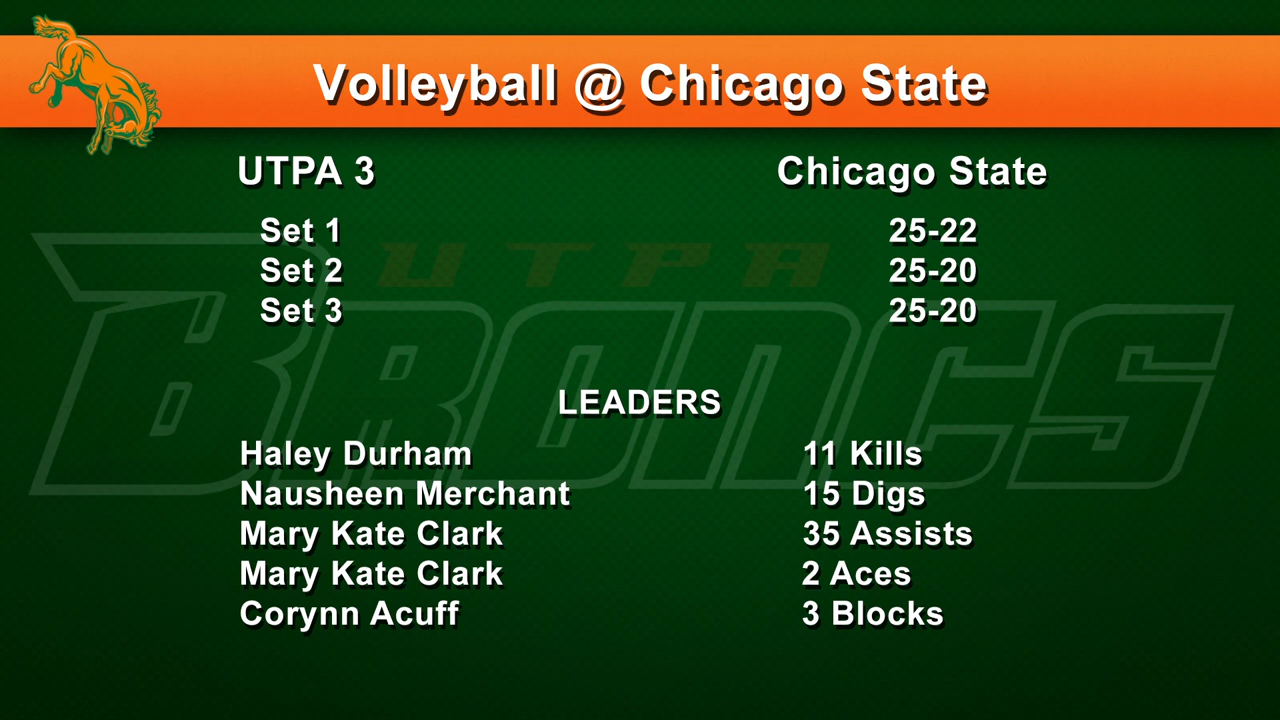 Volleyball @ Chicago State
UTPA 3 Chicago State
Set 1 25-22
Set 2 25-20
Set 3 25-20
UTPA
BRONCS
LEADERS
Haley Durham 11 Kills
Nausheen Merchant 15 Digs
Mary Kate Clark 35 Assists
Mary Kate Clark 2 Aces
Corynn Acuff 3 Blocks